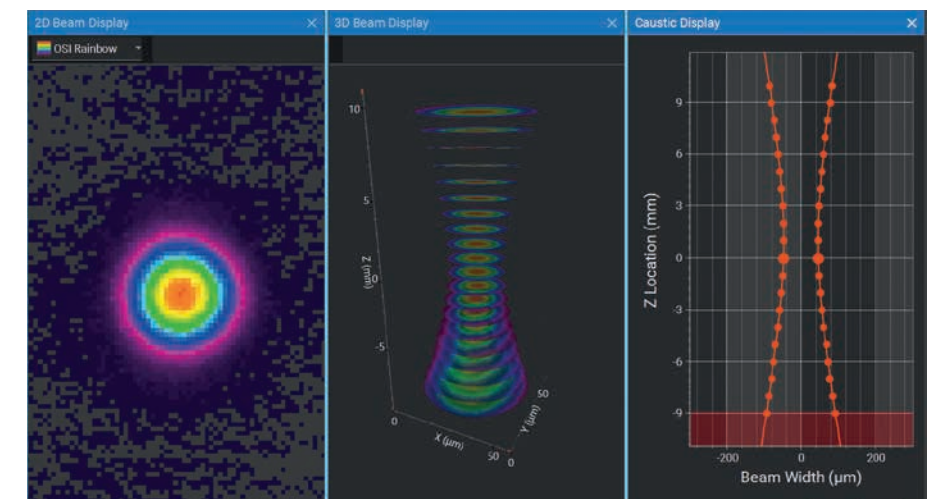 2D Beam Display
OSI Rainbow
3D Beam Display
10
5
0
-5
Z (mm)
0
X (µm)
50
0
Y (µm)
50
Caustic Display
9
6
3
0
-3
-6
-9
Z Location (mm)
-200
0
200
Beam Width (µm)